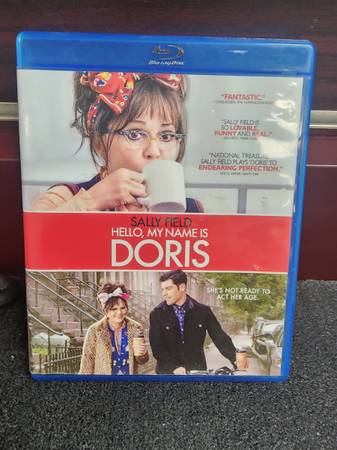 Blu-ray Disc
"FANTASTIC."
"SALLY FIELD
IS SO LOVABLE,
FUNNY AND REAL."
"NATIONAL TREASURE
SALLY FIELD PLAYS 'DORIS' TO
ENDEARING PERFECTION."
SALLY FIELD
HELLO, MY NAME IS
DORIS
SHE'S NOT READY TO
ACT HER AGE.